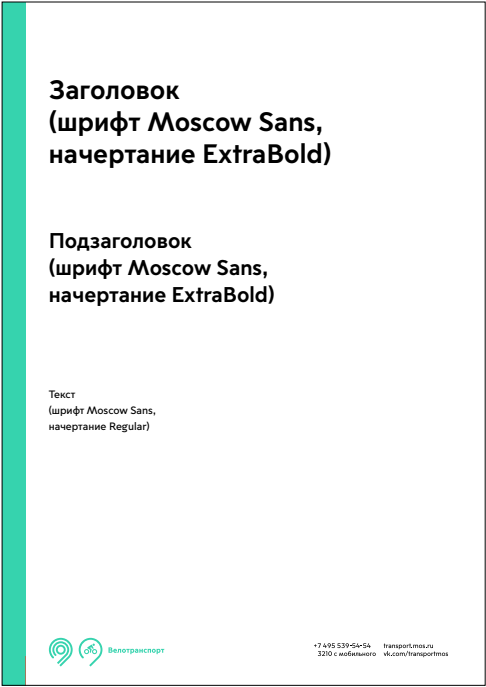 Заголовок
(шрифт Moscow Sans,
начертание ExtraBold)
Подзаголовок
(шрифт Moscow Sans,
начертание ExtraBold)
Текст
(шрифт Moscow Sans,
начертание Regular)
Велотранспорт
+7 495 539-54-54 transport.mos.ru
3210 с мобильного vk.com/transportmos